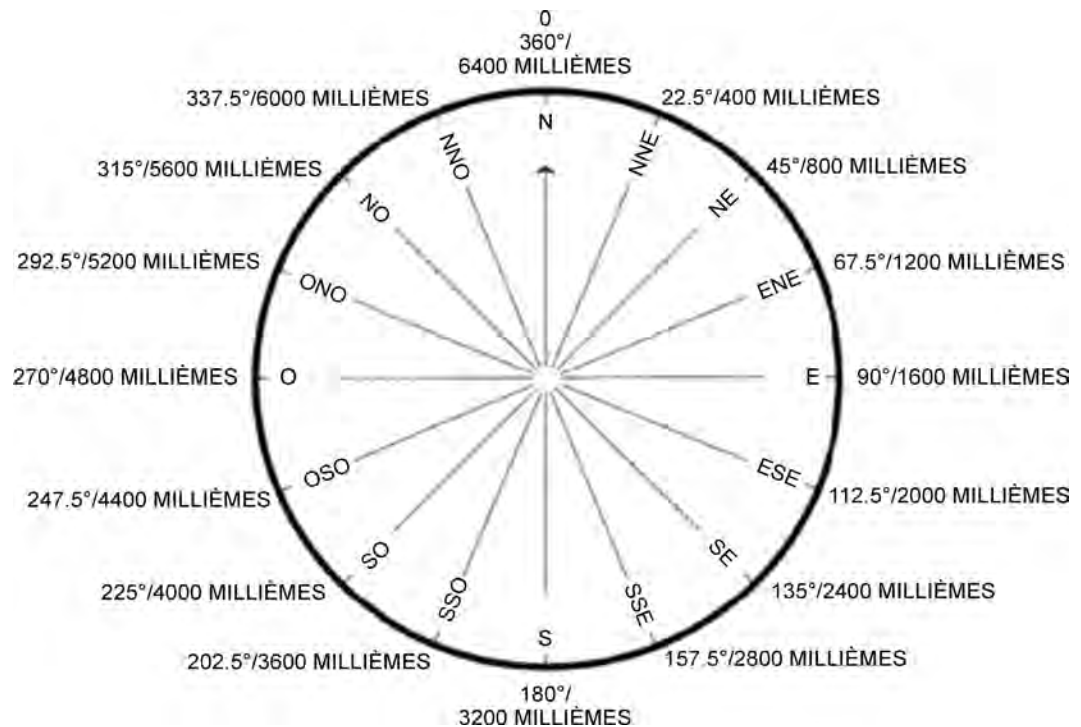 0
360°/
6400 MILLIÈMES
337.5°/6000 MILLIÈMES
22.5°/400 MILLIÈMES
N
NNO
NNE
315°/5600 MILLIÈMES
45°/800 MILLIÈMES
NO
NE
292.5°/5200 MILLIÈMES
67.5°/1200 MILLIÈMES
ONO
ENE
270°/4800 MILLIÈMES
O
E
90°/1600 MILLIÈMES
OSO
ESE
247.5°/4400 MILLIÈMES
112.5°/2000 MILLIÈMES
SO
SE
225°/4000 MILLIÈMES
135°/2400 MILLIÈMES
SSO
SSE
S
202.5°/3600 MILLIÈMES
157.5°/2800 MILLIÈMES
180°/
3200 MILLIÈMES